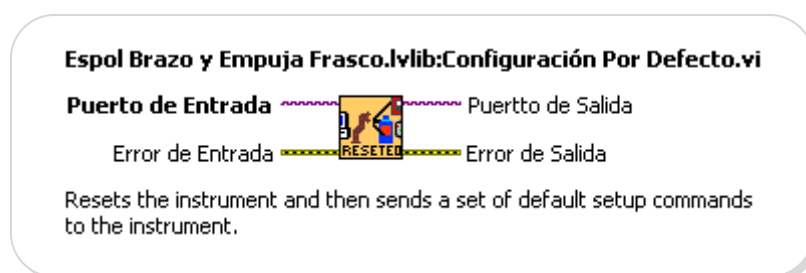 Espol Brazo y Empuja Frasco.lvlib:Configuración Por Defecto.vi
Puerto de Entrada Puertto de Salida
RESETEO
Error de Entrada Error de Salida
Resets the instrument and then sends a set of default setup commands
to the instrument.